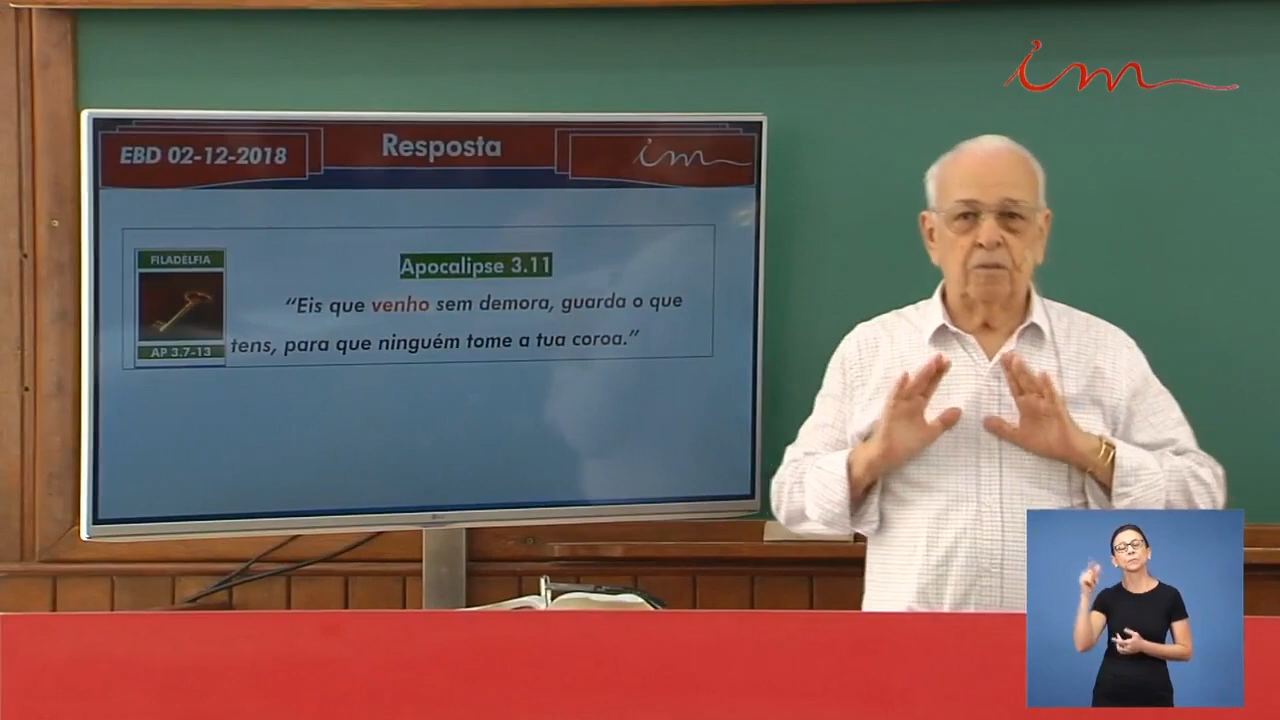 im
EBD 02-12-2018
Resposta
im
FILADÉLFIA
AP 3.7-13
Apocalipse 3.11
“Eis que venho sem demora, guarda o que
tens, para que ninguém tome a tua coroa.”